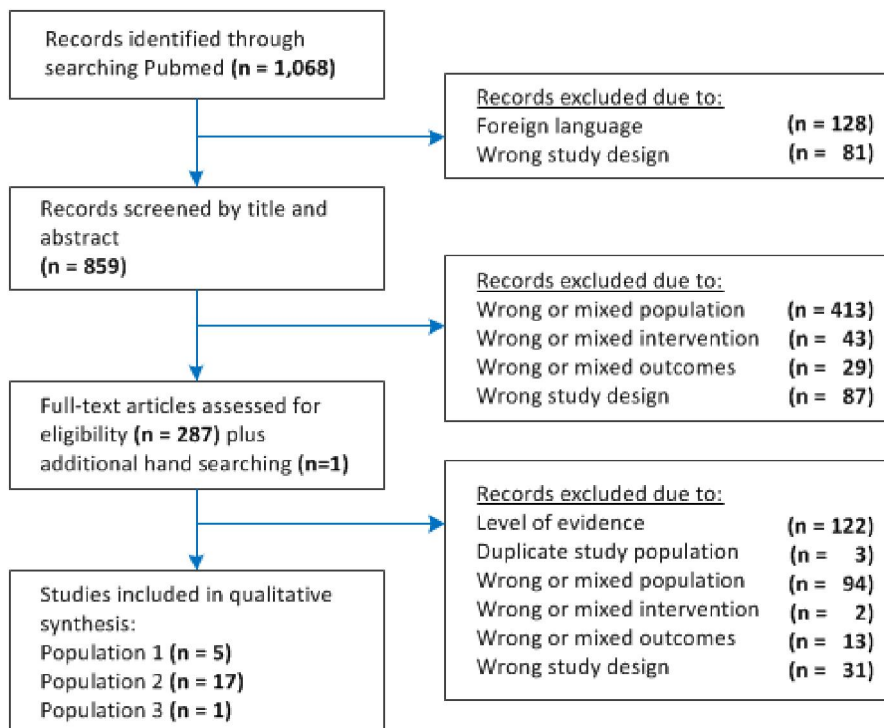 Records identified through
searching Pubmed (n = 1,068)
Records excluded due to:
Foreign language (n = 128)
Wrong study design (n = 81)
Records screened by title and
abstract
(n = 859)
Records excluded due to:
Wrong or mixed population (n = 413)
Wrong or mixed intervention (n = 43)
Wrong or mixed outcomes (n = 29)
Wrong study design (n = 87)
Full-text articles assessed for
eligibility (n = 287) plus
additional hand searching (n=1)
Records excluded due to:
Level of evidence (n = 122)
Duplicate study population (n = 3)
Wrong or mixed population (n = 94)
Wrong or mixed intervention (n = 2)
Wrong or mixed outcomes (n = 13)
Wrong study design (n = 31)
Studies included in qualitative
synthesis:
Population 1 (n = 5)
Population 2 (n = 17)
Population 3 (n = 1)